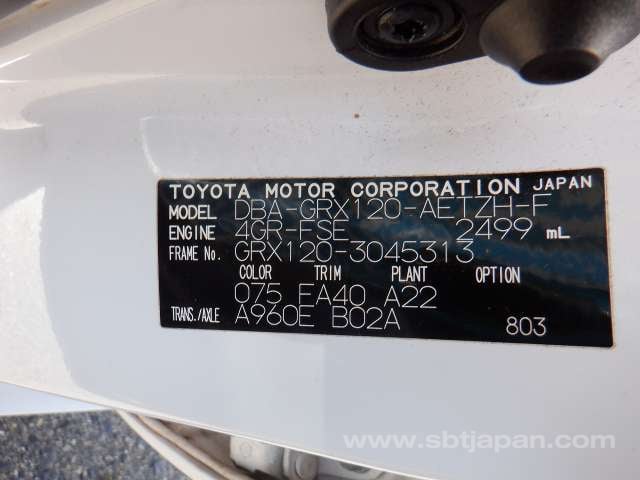 TOYOTA MOTOR CORPORATION JAPAN
MODEL DBA-GRX120-AETZH-F
ENGINE 4GR-FSE 2499 mL
FRAME No. GRX120-3045313
COLOR TRIM PLANT OPTION
075 FA40 A22
TRANS./AXLE A960E B02A 803
www.sbtjapan.com